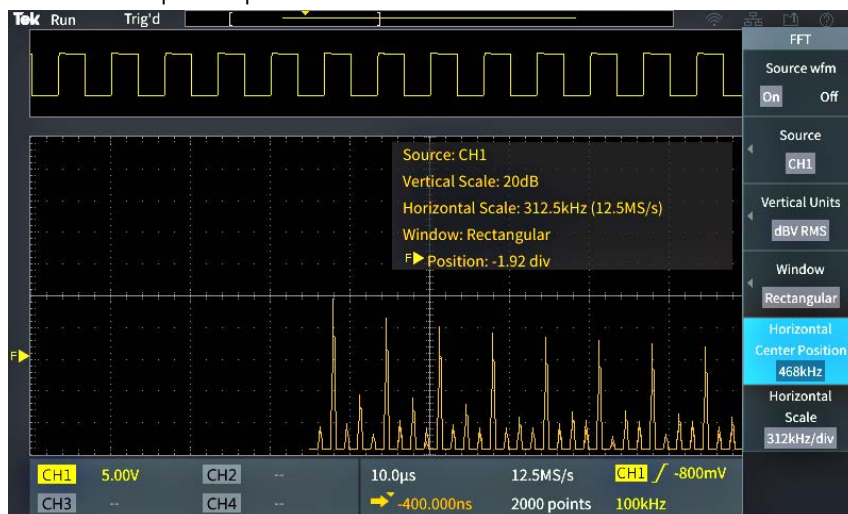 Tek Run Trig'd
FFT
Source wfm
On Off
Source
CH1
Vertical Units
dBV RMS
Window
Rectangular
Horizontal
Center Position
468kHz
Horizontal
Scale
312kHz/div
Source: CH1
Vertical Scale: 20dB
Horizontal Scale: 312.5kHz (12.5MS/s)
Window: Rectangular
F Position: -1.92 div
F
CH1 5.00V CH2 -- 10.0µs 12.5MS/s CH1 -800mV
CH3 -- CH4 -- -400.000ns 2000 points 100kHz